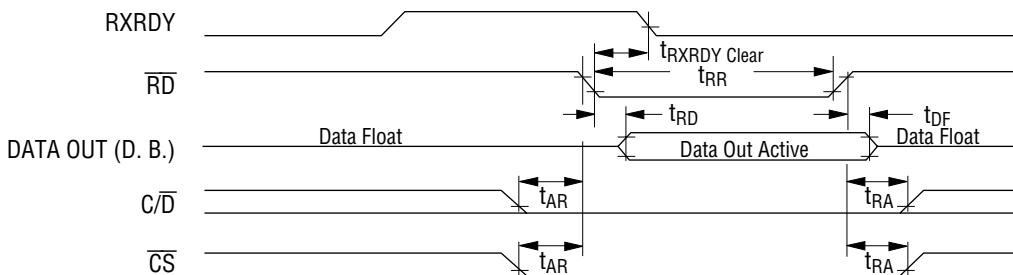 RXRDY
tRXRDY Clear
RD
tRR
tRD
tDF
DATA OUT (D. B.)
Data Float
Data Out Active
Data Float
C/D
tAR
tRA
CS
tAR
tRA